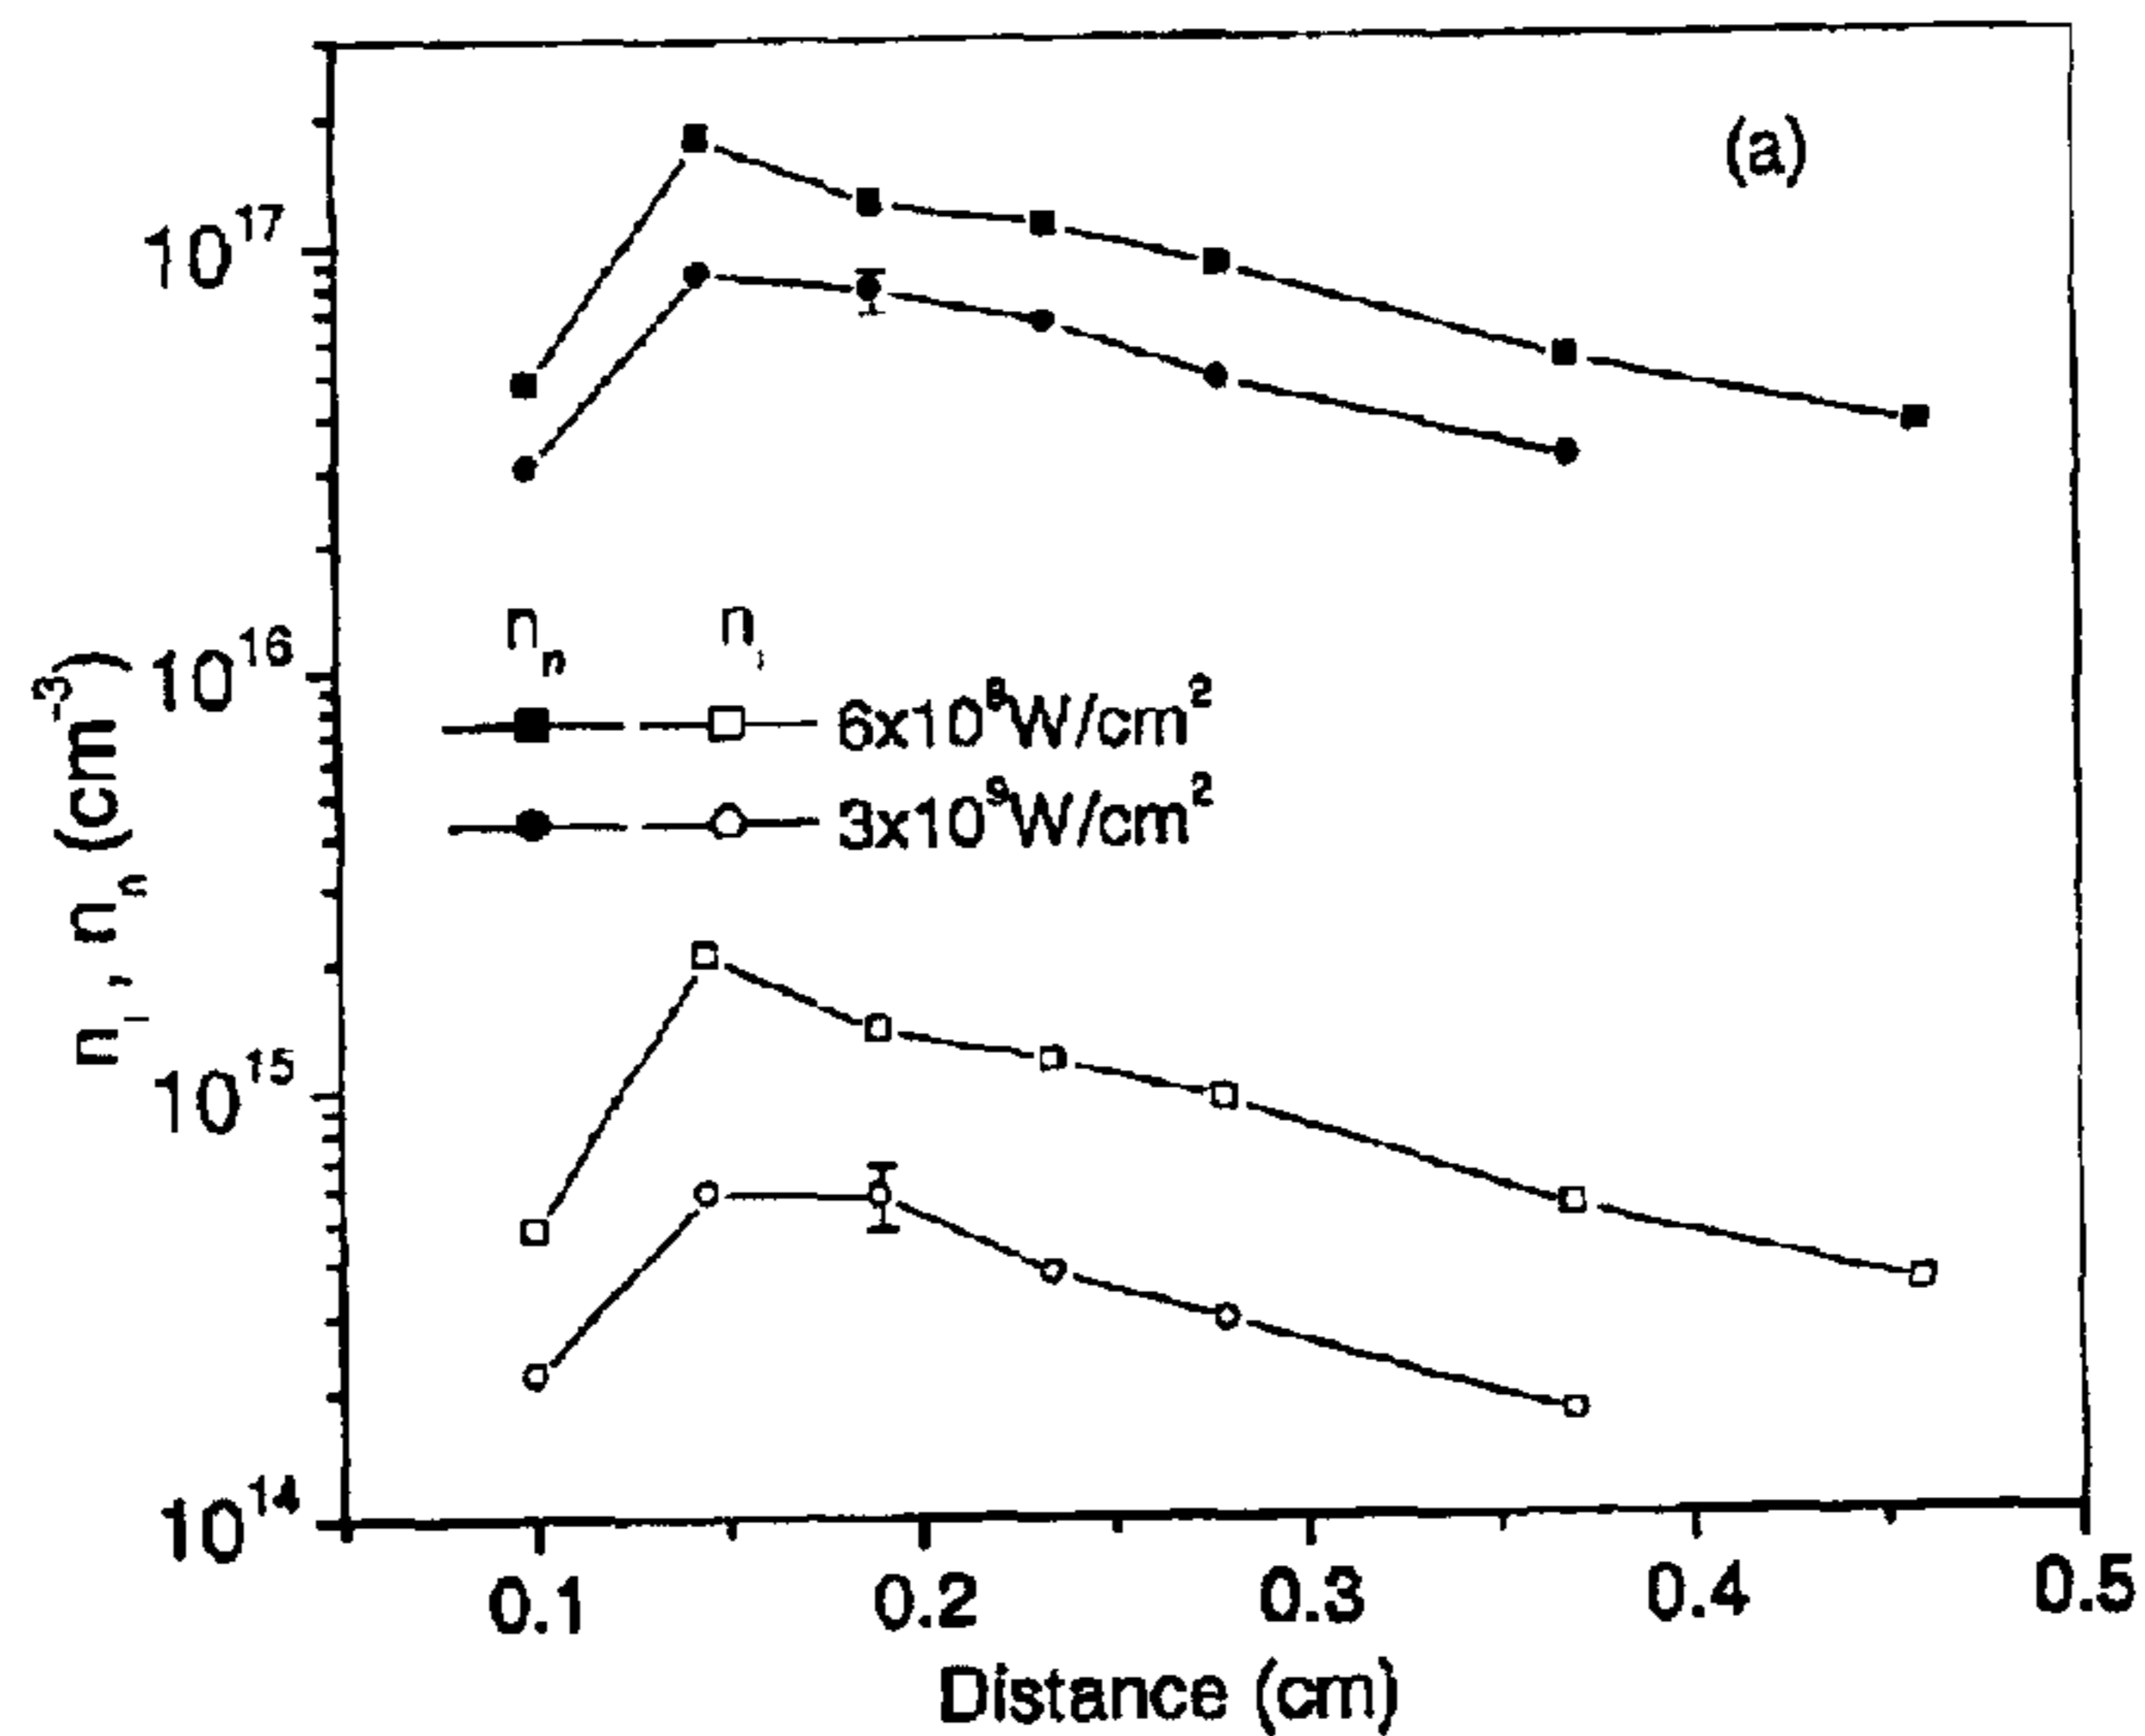 (a)
10^17
10^16
10^15
10^14
n_i, n_n (cm^-3)
n_n n_i
6x10^8W/cm^2
3x10^9W/cm^2
0.1 0.2 0.3 0.4 0.5
Distance (cm)